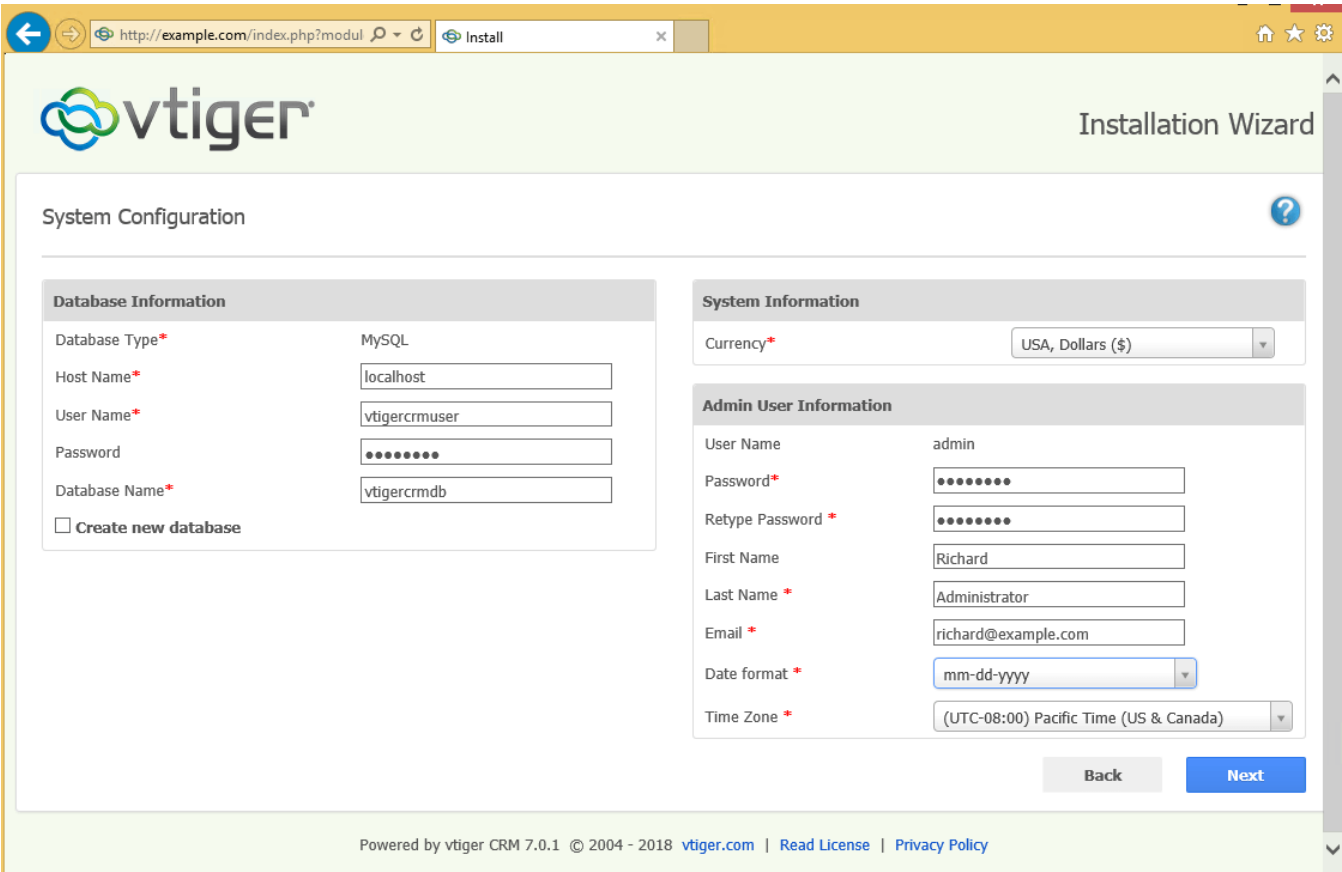 http://example.com/index.php?modul
Install
vtiger
Installation Wizard
System Configuration
Database Information
Database Type* MySQL
Host Name* localhost
User Name* vtigercrmuser
Password ●●●●●●●●
Database Name* vtigercrmdb
Create new database
System Information
Currency* USA, Dollars ($)
Admin User Information
User Name admin
Password* ●●●●●●●●
Retype Password * ●●●●●●●●
First Name Richard
Last Name * Administrator
Email * richard@example.com
Date format * mm-dd-yyyy
Time Zone * (UTC-08:00) Pacific Time (US & Canada)
Back Next
Powered by vtiger CRM 7.0.1 © 2004 - 2018 vtiger.com | Read License | Privacy Policy